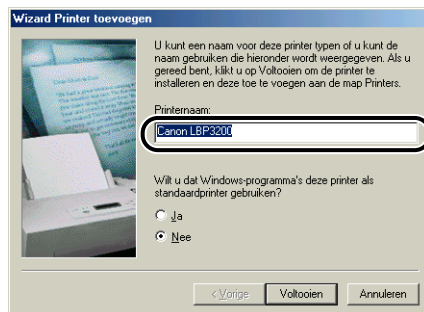 Wizard Printer toevoegen
U kunt een naam voor deze printer typen of u kunt de
naam gebruiken die hieronder wordt weergegeven. Als u
gereed bent, klikt u op Voltooien om de printer te
installeren en deze toe te voegen aan de map Printers.
Printernaam:
Canon LBP3200
Wilt u dat Windows-programma's deze printer als
standaardprinter gebruiken?
Ja
Nee
< Vorige
Voltooien
Annuleren